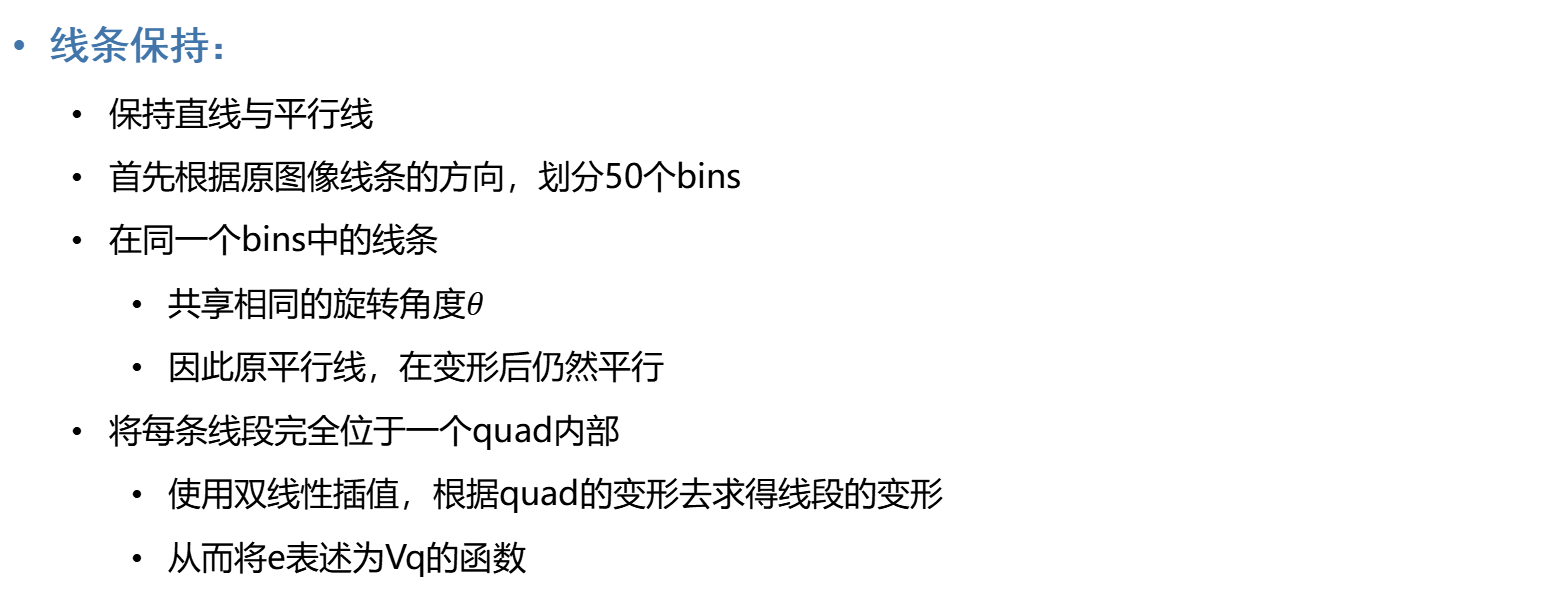 • 线条保持：
• 保持直线与平行线
• 首先根据原图像线条的方向，划分50个bins
• 在同一个bins中的线条
• 共享相同的旋转角度θ
• 因此原平行线，在变形后仍然平行
• 将每条线段完全位于一个quad内部
• 使用双线性插值，根据quad的变形去求得线段的变形
• 从而将e表述为Vq的函数